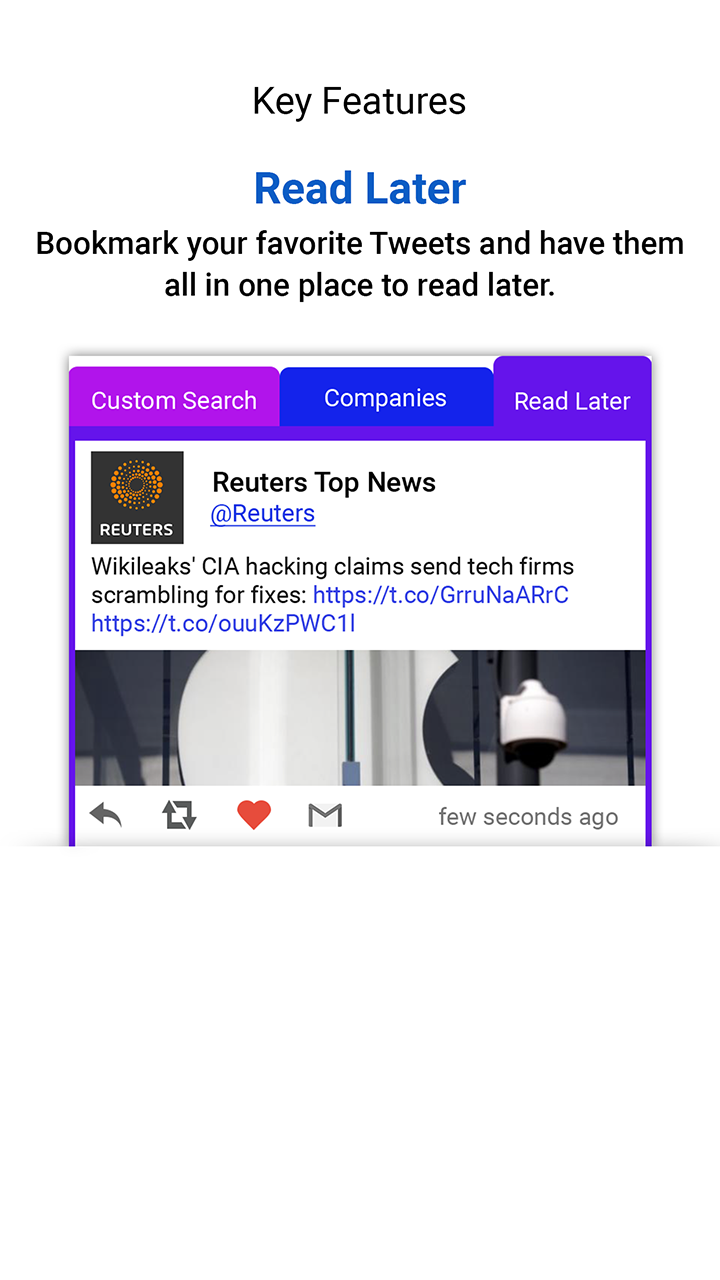 Key Features
Read Later
Bookmark your favorite Tweets and have them
all in one place to read later.
Custom Search
Companies
Read Later
REUTERS
Reuters Top News
@Reuters
Wikileaks' CIA hacking claims send tech firms
scrambling for fixes: https://t.co/GrruNaARrC
https://t.co/ouuKzPWC1l
few seconds ago